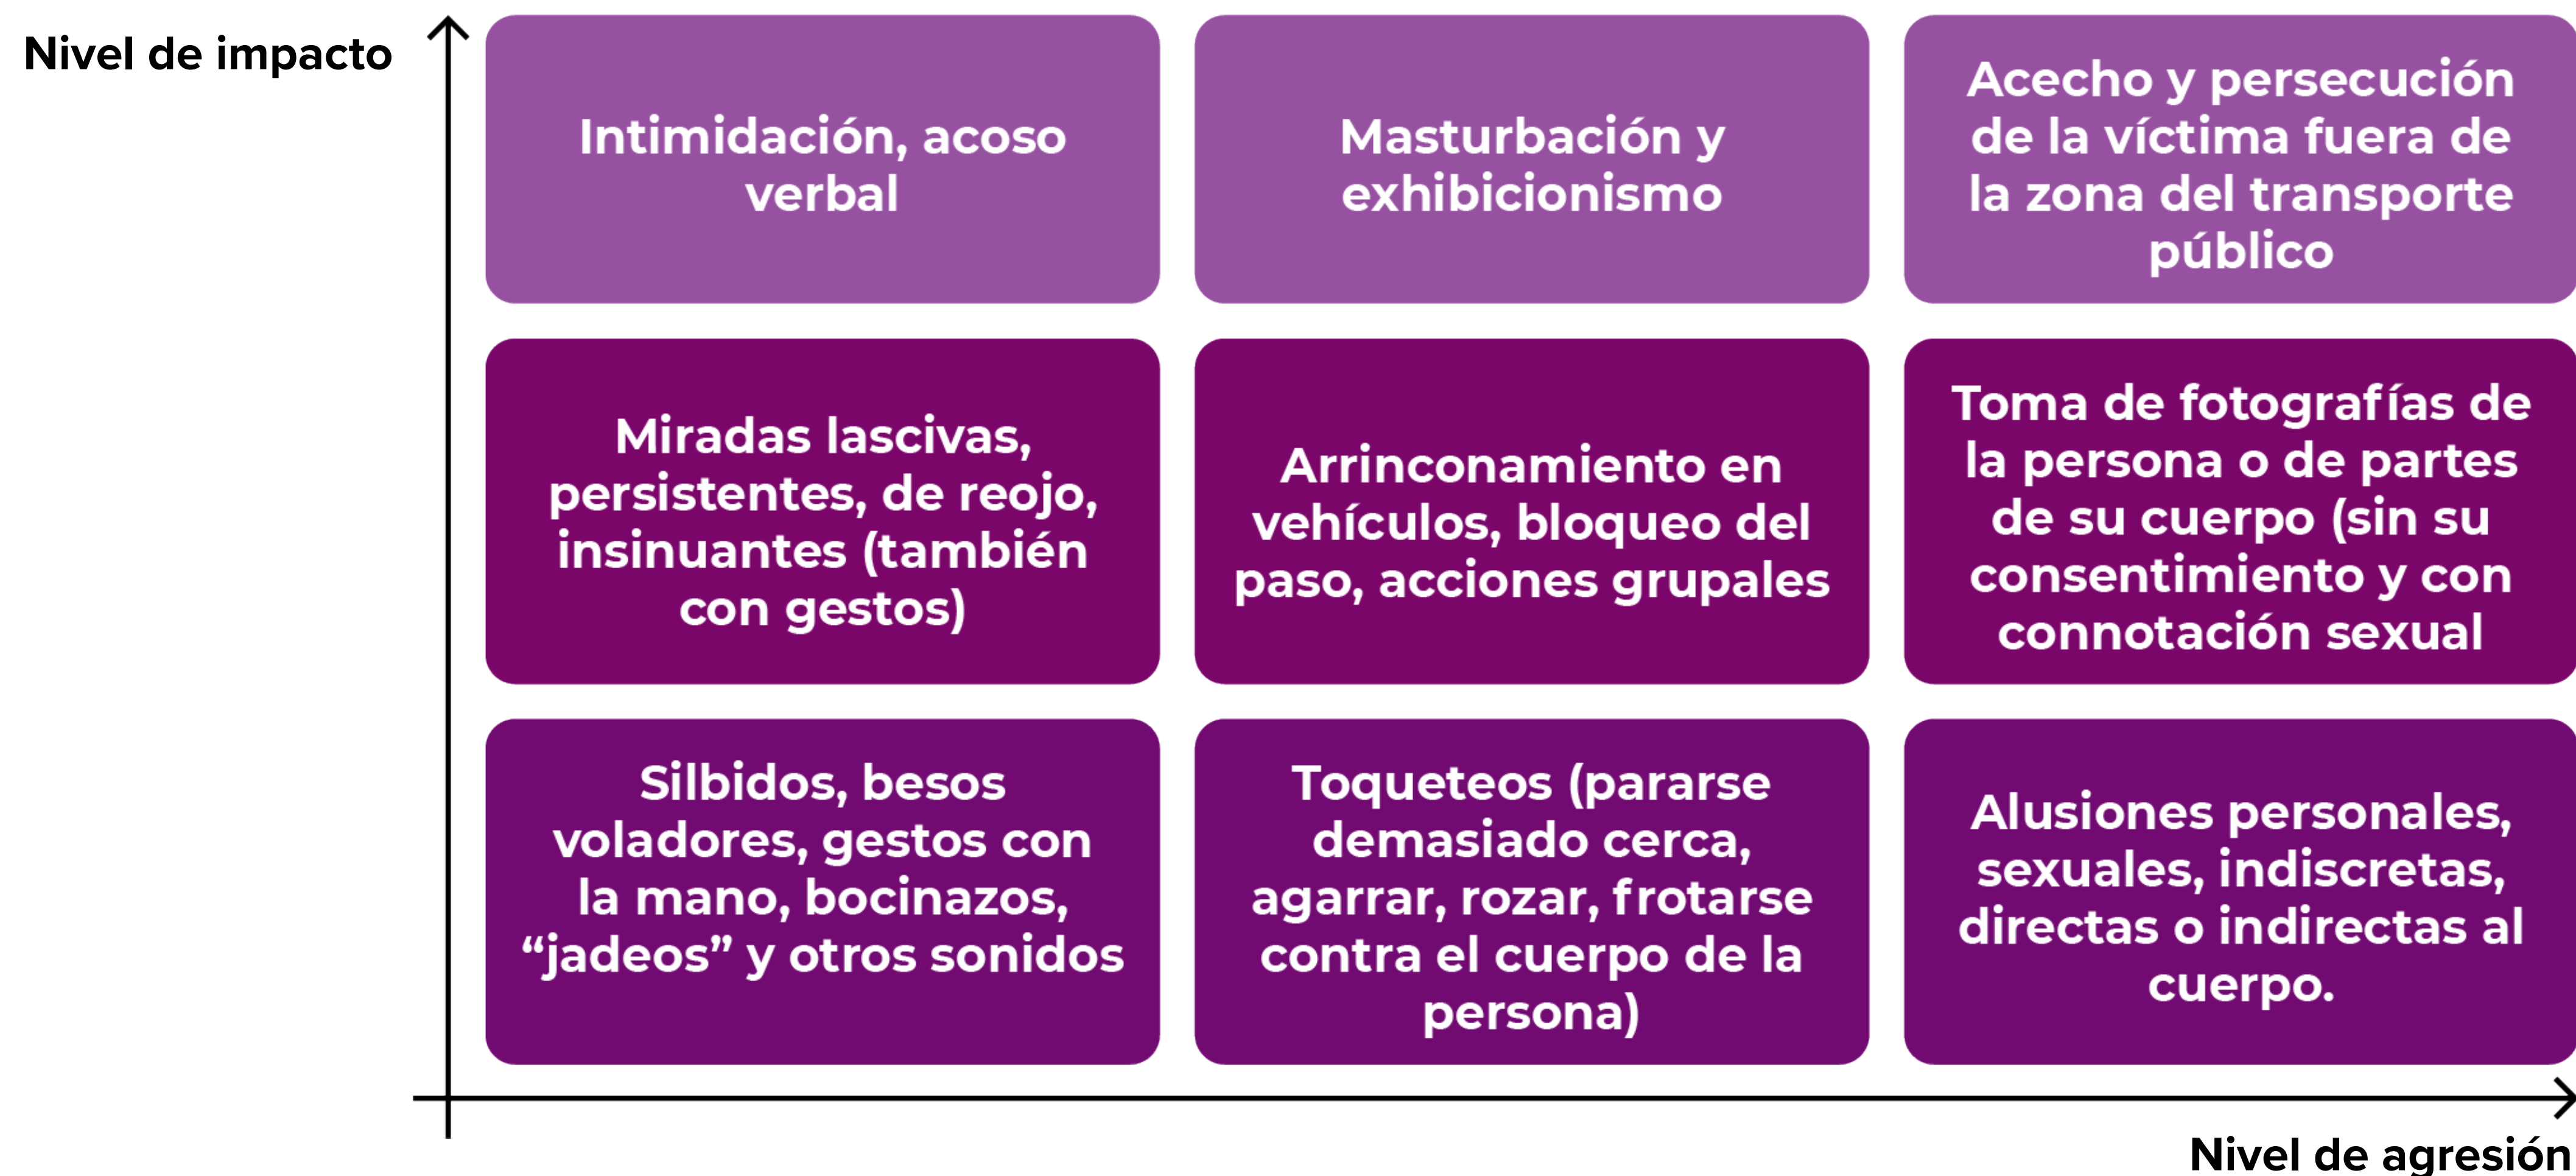 Nivel de impacto
Intimidación, acoso
verbal
Masturbación y
exhibicionismo
Acecho y persecución
de la víctima fuera de
la zona del transporte
público
Miradas lascivas,
persistentes, de reojo,
insinuantes (también
con gestos)
Arrinconamiento en
vehículos, bloqueo del
paso, acciones grupales
Toma de fotografías de
la persona o de partes
de su cuerpo (sin su
consentimiento y con
connotación sexual
Silbidos, besos
voladores, gestos con
la mano, bocinazos,
“jadeos” y otros sonidos
Toqueteos (pararse
demasiado cerca,
agarrar, rozar, frotarse
contra el cuerpo de la
persona)
Alusiones personales,
sexuales, indiscretas,
directas o indirectas al
cuerpo.
Nivel de agresión